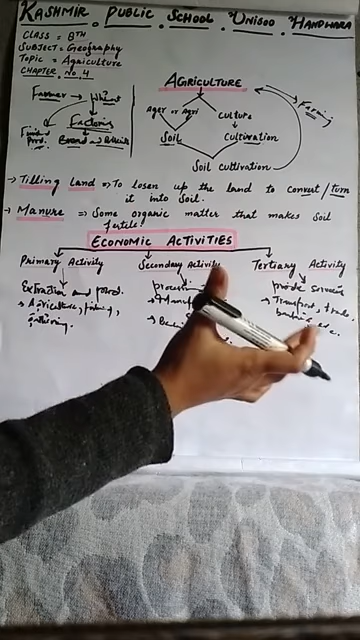 KASHMIR PUBLIC SCHOOL UNISOO HANDWARA
CLASS = 8TH
SUBJECT = Geography
Topic = Agriculture
CHAPTER No. 4
Farmer → Wheat
Factories
Bread and
AGRICULTURE
Ager or Agri
Culture
Farming
Soil
Cultivation
Soil cultivation
→ Tilling Land => To losen up the land to convert / turn
it into Soil.
→ Manure => Some organic matter that makes Soil
fertile.
ECONOMIC ACTIVITIES
Primary Activity
Secondary Activity
Tertiary Activity
Extraction and prod.
→ Agriculture, fishing,
gathering.
→ Transport, trade,
banking etc.